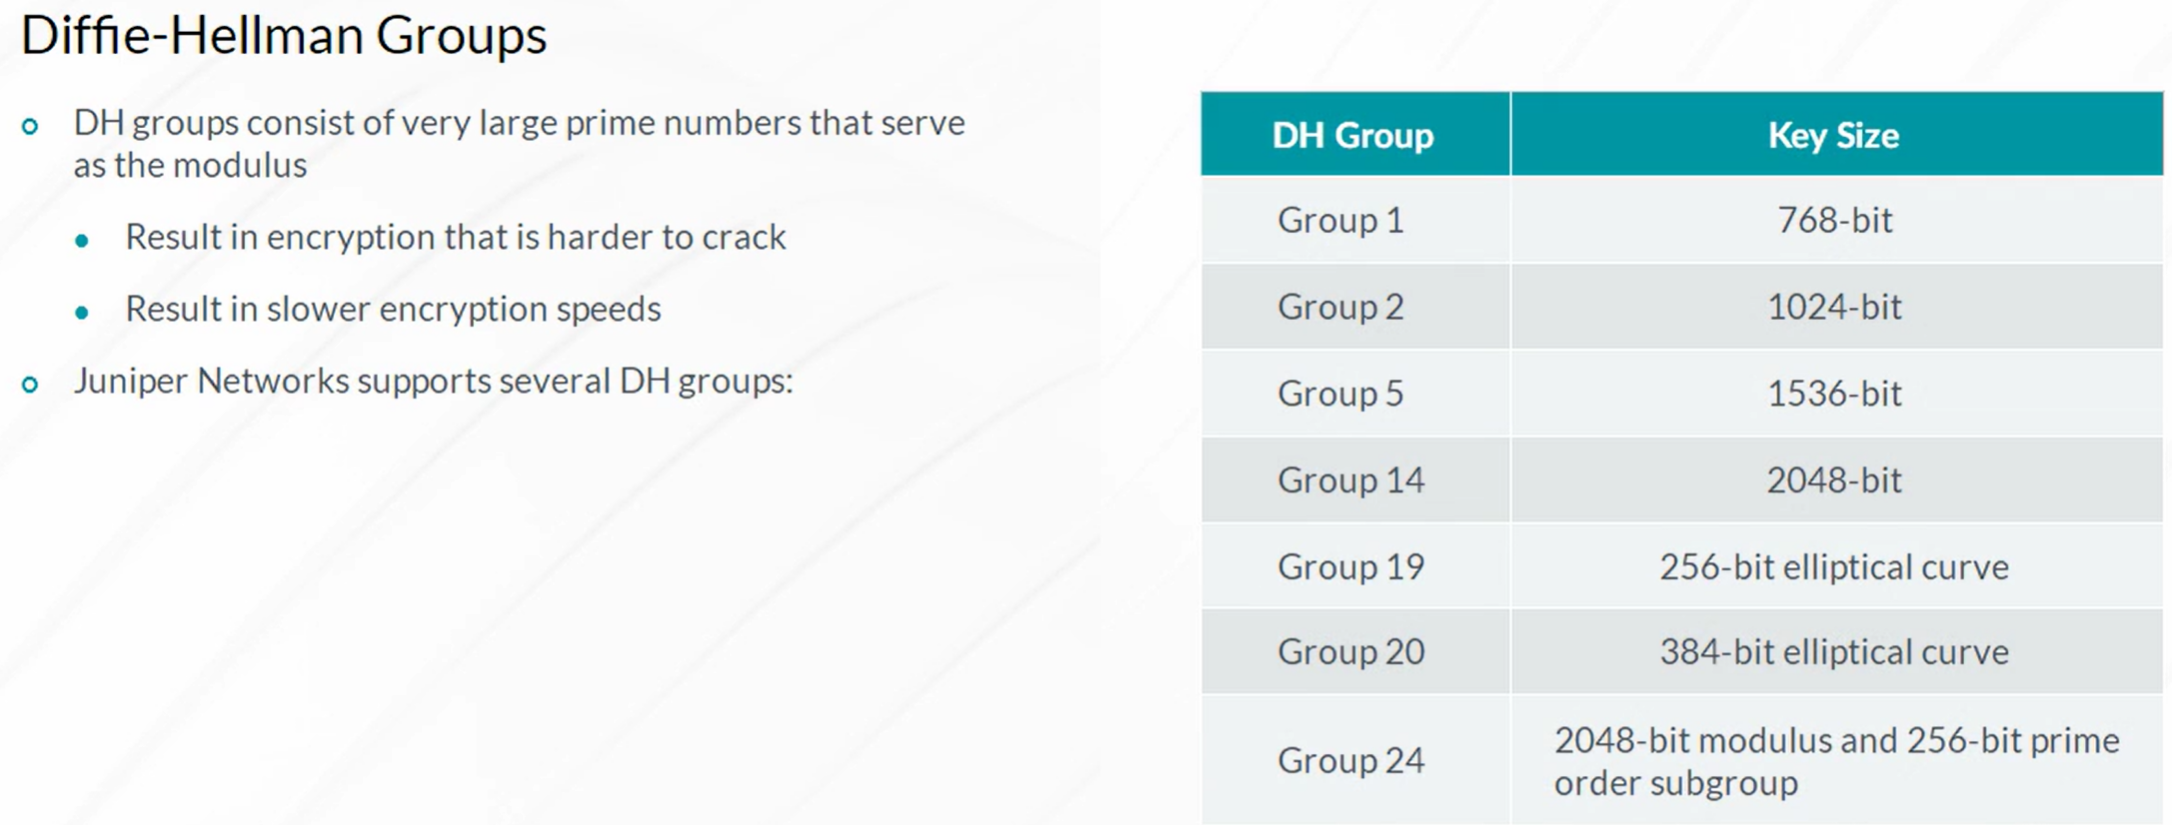 Diffie-Hellman Groups
DH groups consist of very large prime numbers that serve
as the modulus
Result in encryption that is harder to crack
Result in slower encryption speeds
Juniper Networks supports several DH groups:
DH Group Key Size
Group 1 768-bit
Group 2 1024-bit
Group 5 1536-bit
Group 14 2048-bit
Group 19 256-bit elliptical curve
Group 20 384-bit elliptical curve
Group 24 2048-bit modulus and 256-bit prime
order subgroup